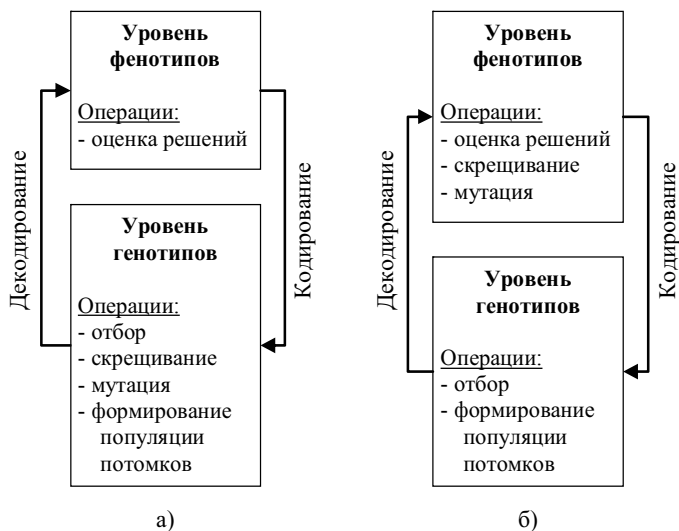 Уровень
фенотипов
Операции:
- оценка решений
Уровень
генотипов
Операции:
- отбор
- скрещивание
- мутация
- формирование
популяции
потомков
Декодирование
Кодирование
а)
Уровень
фенотипов
Операции:
- оценка решений
- скрещивание
- мутация
Уровень
генотипов
Операции:
- отбор
- формирование
популяции
потомков
Декодирование
Кодирование
б)